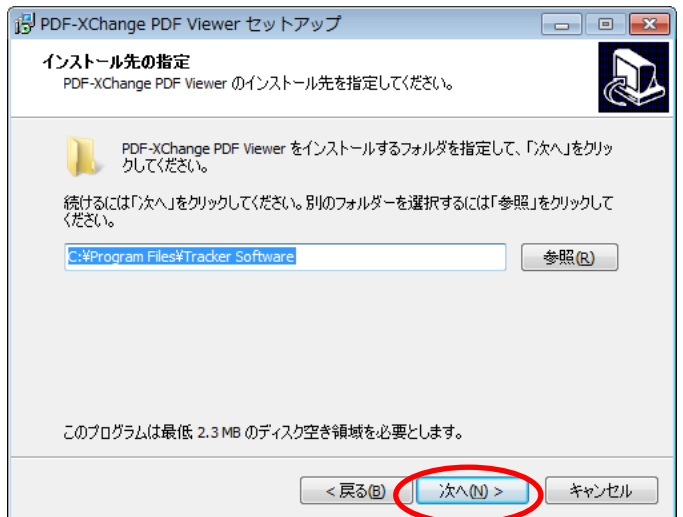 PDF-XChange PDF Viewer セットアップ
インストール先の指定
PDF-XChange PDF Viewer のインストール先を指定してください。
PDF-XChange PDF Viewer をインストールするフォルダを指定して、「次へ」をクリッ
クしてください。
続けるには「次へ」をクリックしてください。別のフォルダーを選択するには「参照」をクリックして
ください。
C:¥Program Files¥Tracker Software
参照(R)
このプログラムは最低 2.3 MB のディスク空き領域を必要とします。
< 戻る(B)
次へ(N) >
キャンセル